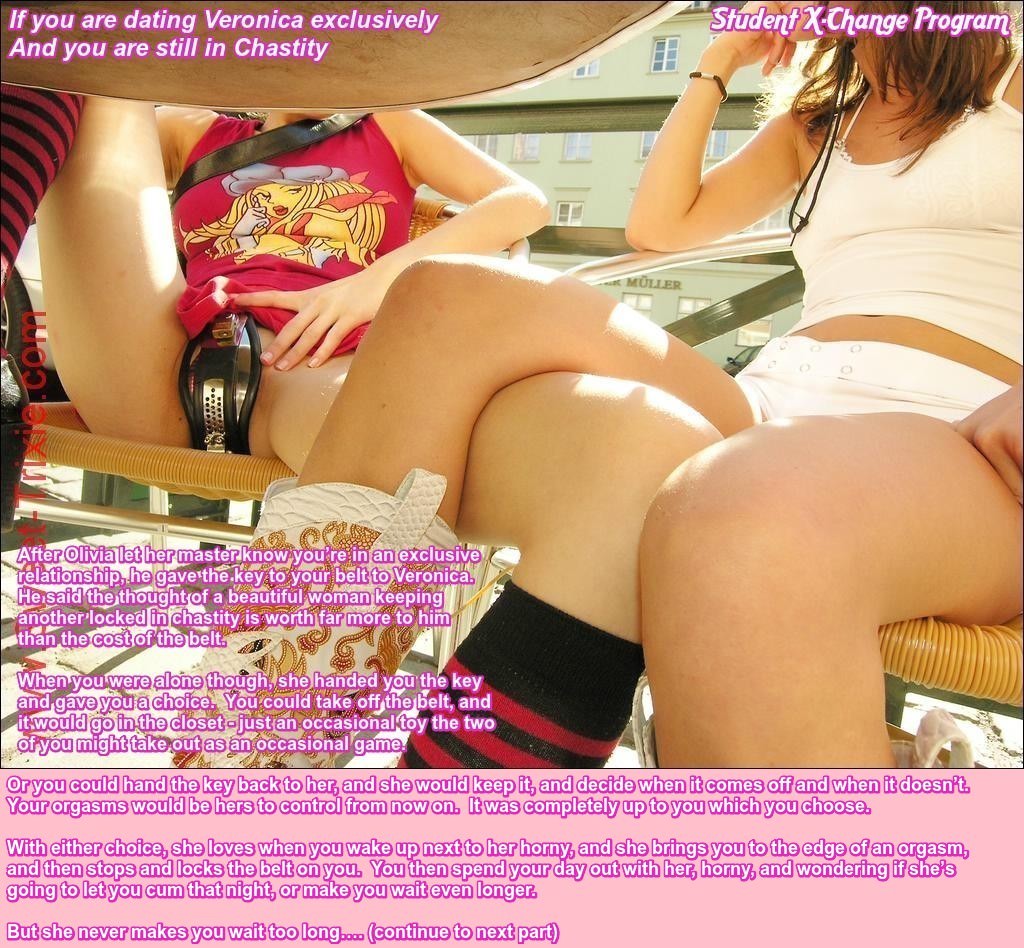 If you are dating Veronica exclusively
And you are still in Chastity
Student X-Change Program
MÜLLER
After Olivia let her master know you're in an exclusive
relationship, he gave the key to your belt to Veronica.
He said the thought of a beautiful woman keeping
another locked in chastity is worth far more to him
than the cost of the belt.
When you were alone though, she handed you the key
and gave you a choice. You could take off the belt, and
it would go in the closet - just an occasional toy the two
of you might take out as an occasional game.
Or you could hand the key back to her, and she would keep it, and decide when it comes off and when it doesn't.
Your orgasms would be hers to control from now on. It was completely up to you which you choose.
With either choice, she loves when you wake up next to her horny, and she brings you to the edge of an orgasm,
and then stops and locks the belt on you. You then spend your day out with her, horny, and wondering if she's
going to let you cum that night, or make you wait even longer.
But she never makes you wait too long.... (continue to next part)